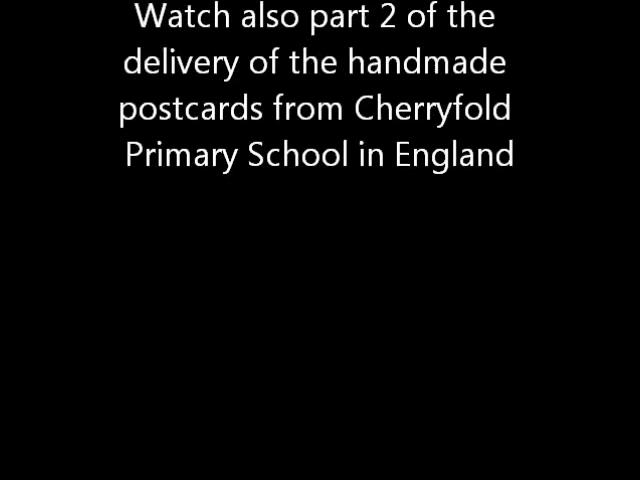 Watch also part 2 of the
delivery of the handmade
postcards from Cherryfold
Primary School in England